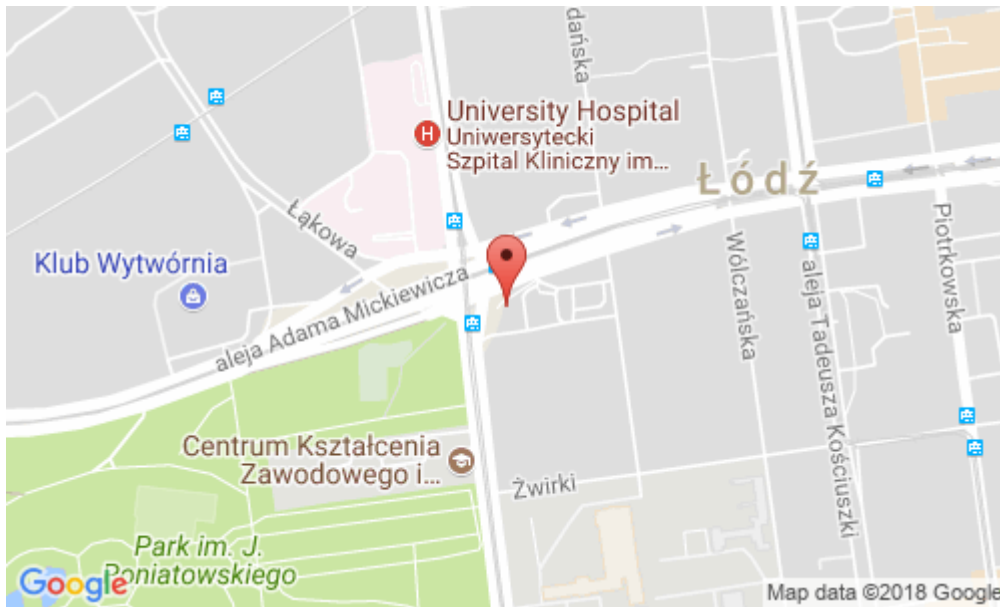 dańska
University Hospital
Uniwersytecki
Szpital Kliniczny im...
H
Łódź
Łąkowa
Klub Wytwórnia
aleja Adama Mickiewicza
Wólczańska
aleja Tadeusza Kościuszki
Piotrkowska
Centrum Kształcenia
Zawodowego i...
Żwirki
Park im. J.
Poniatowskiego
Google
Map data ©2018 Google